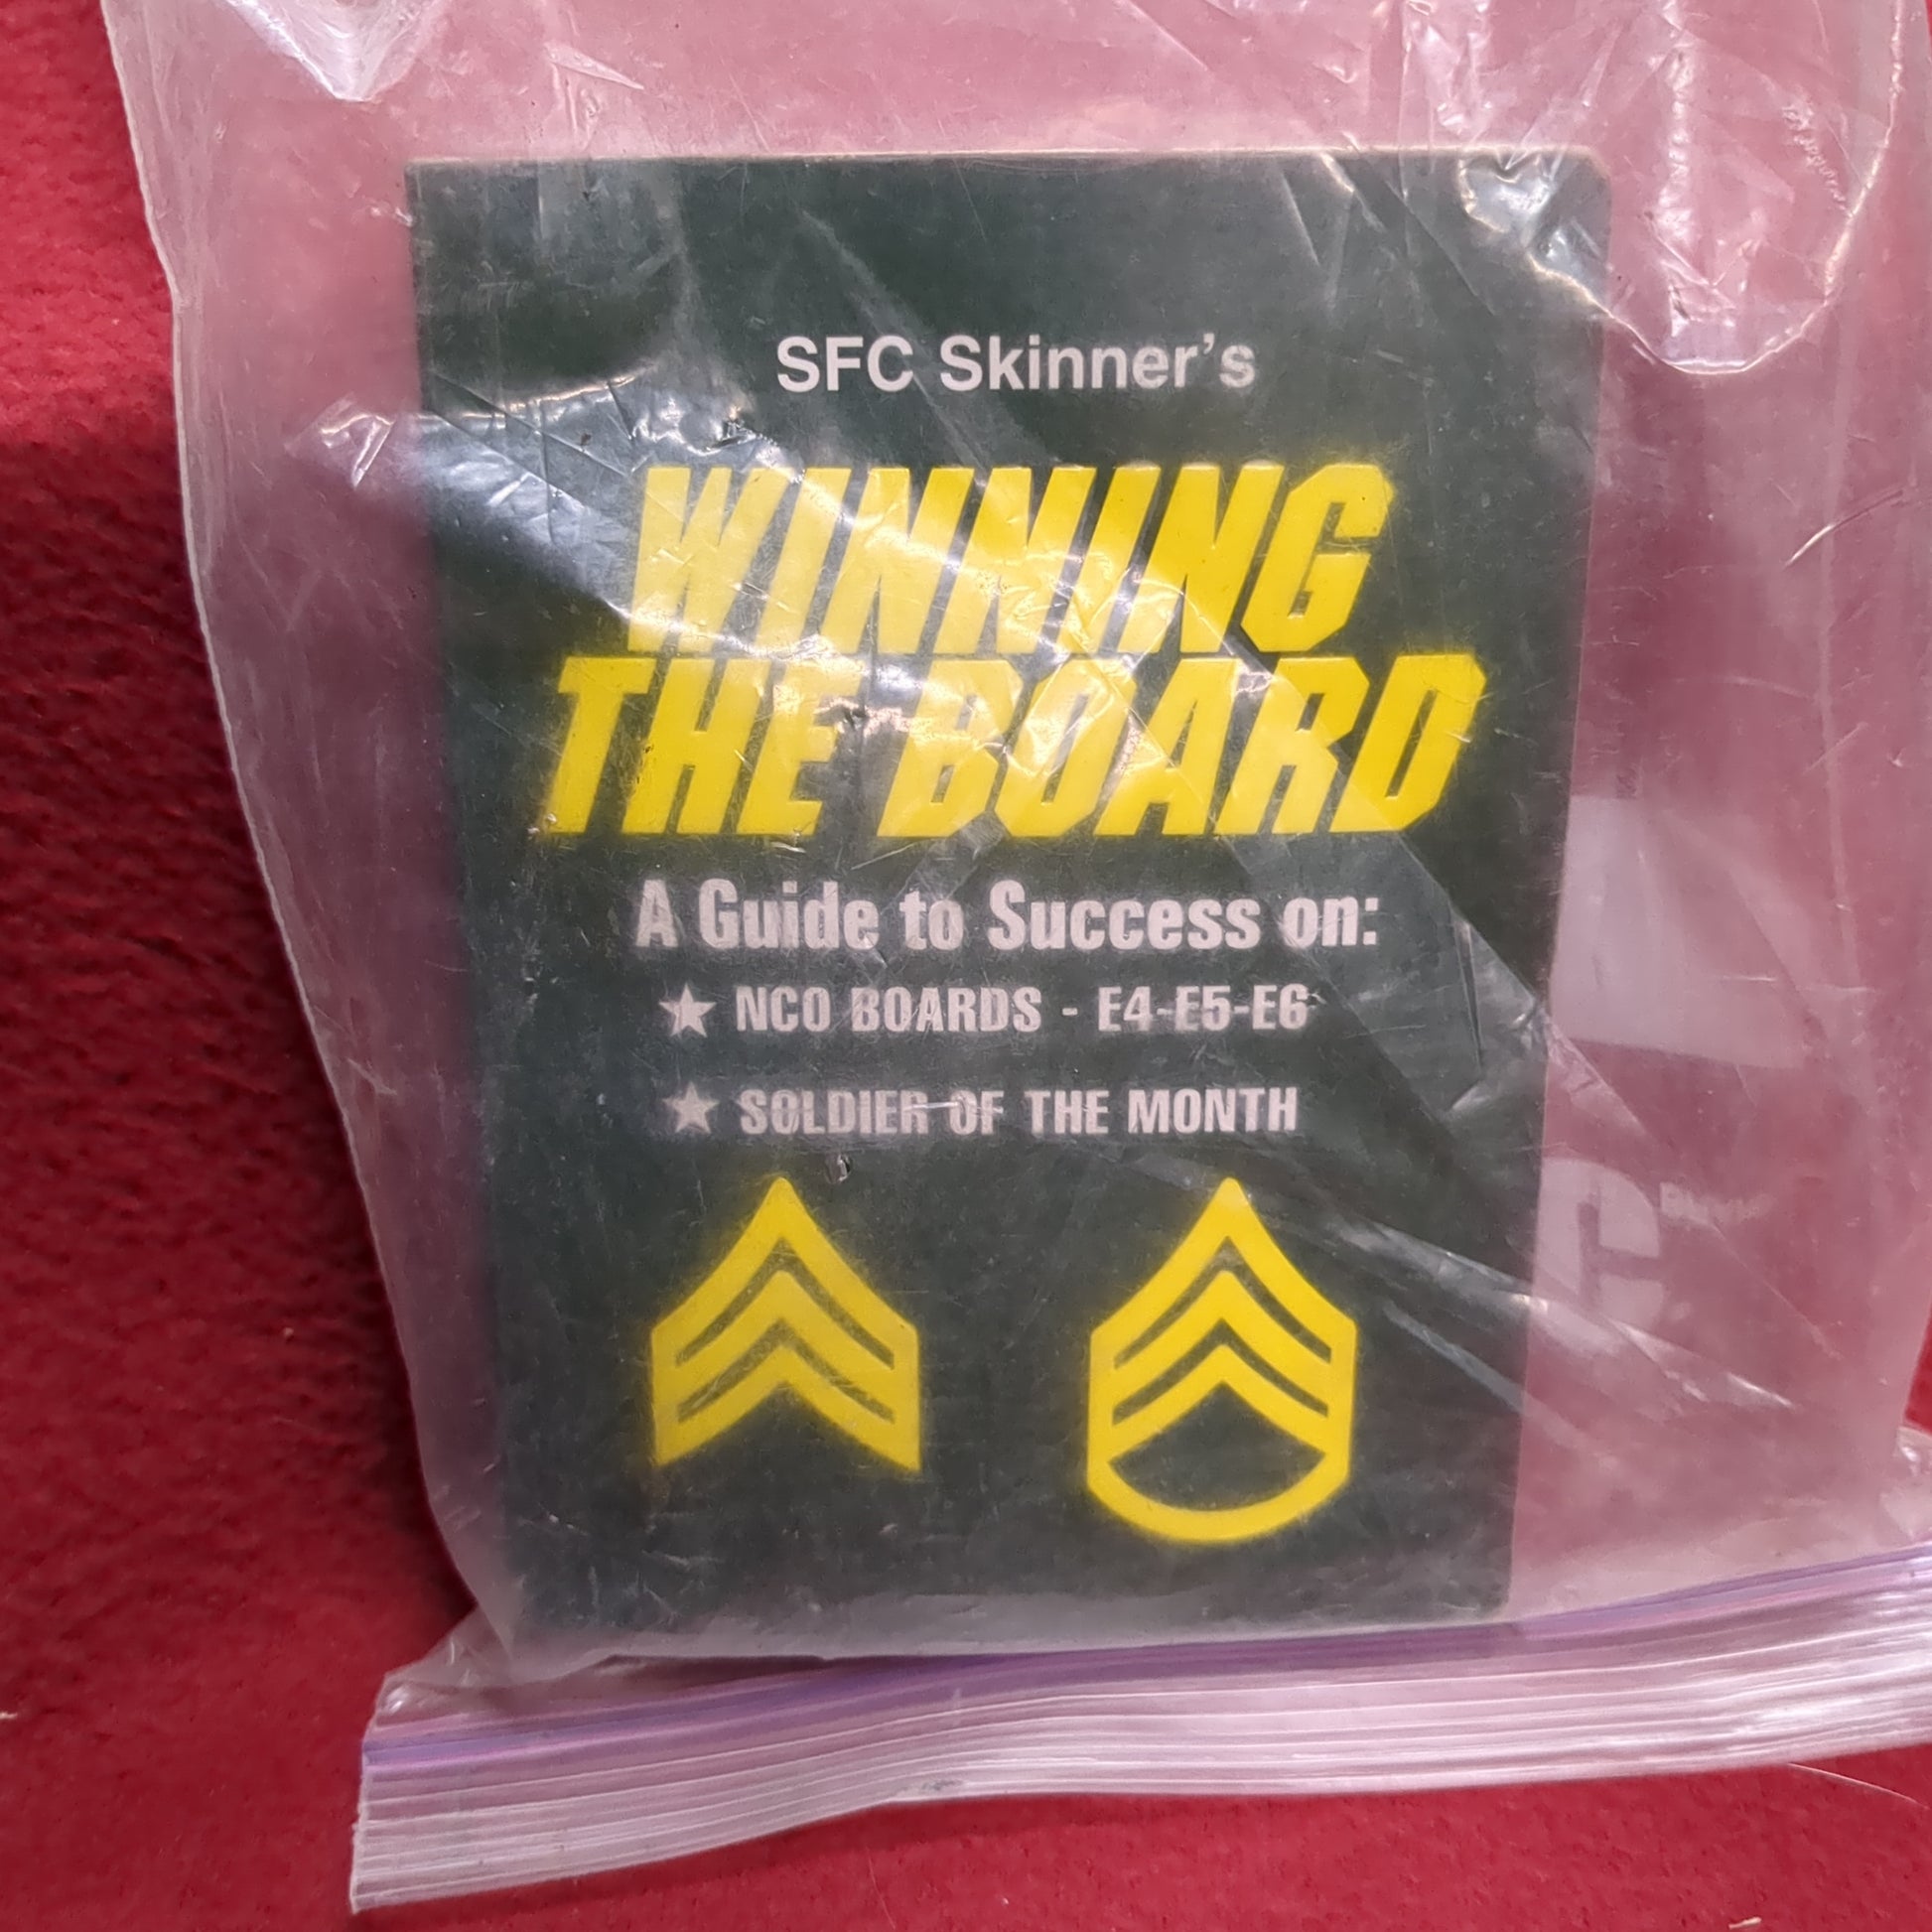 SFC Skinner's
WINNING
THE BOARD
A Guide to Success on:
★ NCO BOARDS - E4-E5-E6
★ SOLDIER OF THE MONTH